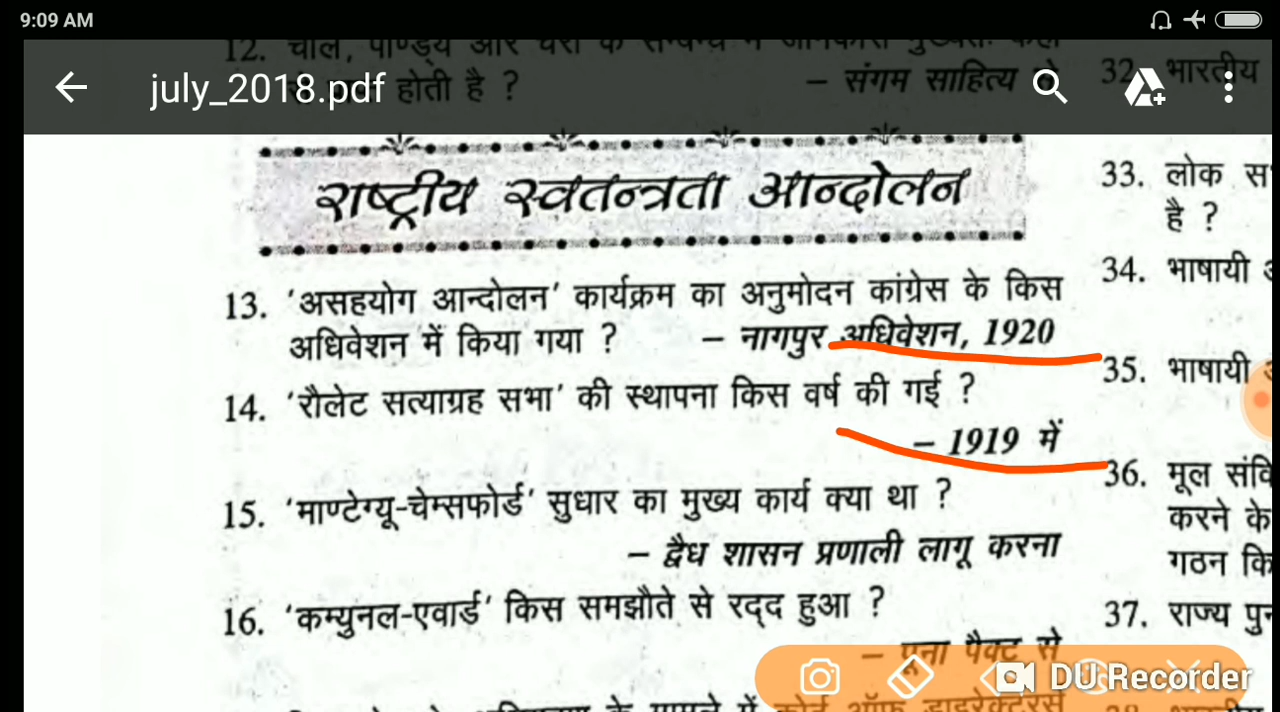 9:09 AM
july_2018.pdf
होती है ?
– संगम साहित्य
32. भारतीय
राष्ट्रीय स्वतन्त्रता आन्दोलन
13. ‘असहयोग आन्दोलन’ कार्यक्रम का अनुमोदन कांग्रेस के किस
अधिवेशन में किया गया ? – नागपुर अधिवेशन, 1920
14. ‘रौलेट सत्याग्रह सभा’ की स्थापना किस वर्ष की गई ?
– 1919 में
15. ‘माण्टेग्यू-चेम्सफोर्ड’ सुधार का मुख्य कार्य क्या था ?
– द्वैध शासन प्रणाली लागू करना
16. ‘कम्युनल-एवार्ड’ किस समझौते से रद्द हुआ ?
– पूना पैक्ट से
33. लोक
है ?
34. भाषायी
35. भाषायी
36. मूल
करने के
गठन
37. राज्य
DU Recorder